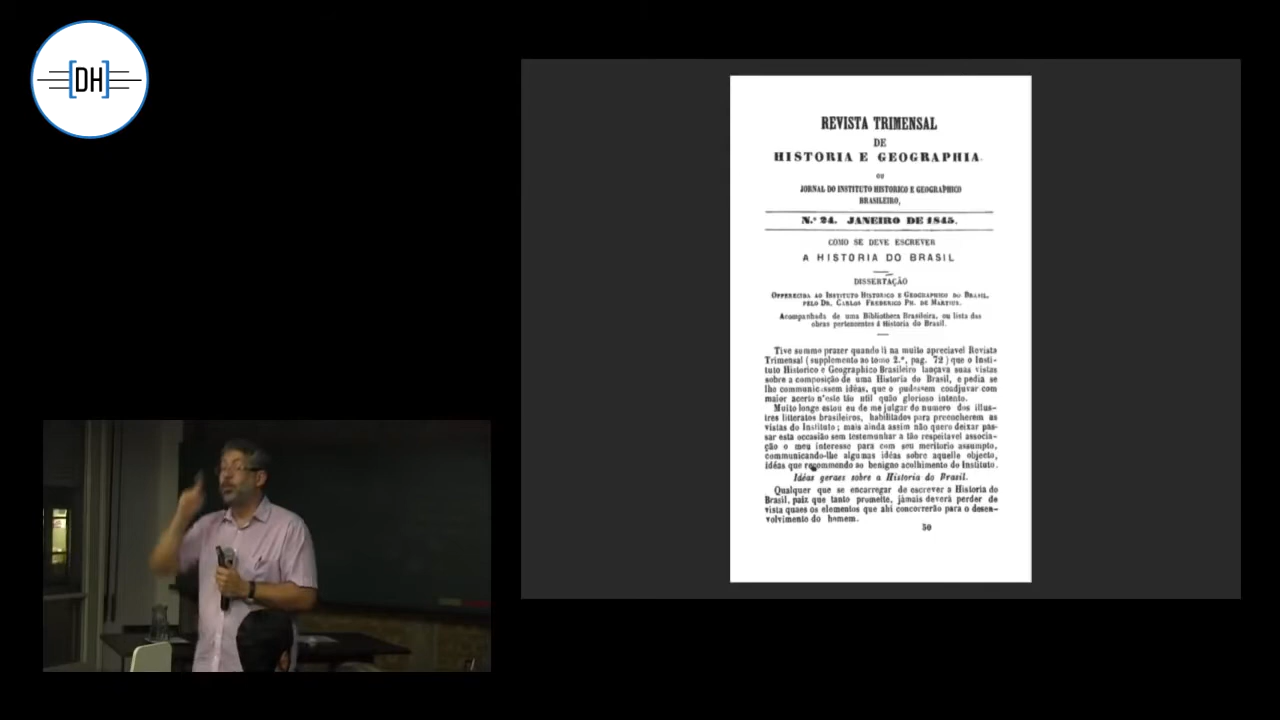 [DH]
REVISTA TRIMENSAL
DE
HISTORIA E GEOGRAPHIA.
OU
JORNAL DO INSTITUTO HISTORICO E GEOGRAPHICO
BRASILEIRO,
N.º 24. JANEIRO DE 1845.
COMO SE DEVE ESCREVER
A HISTORIA DO BRASIL
DISSERTAÇÃO
OFFERECIDA AO INSTITUTO HISTORICO E GEOGRAPHICO DO BRASIL,
PELO DR. CARLOS FREDERICO PH. DE MARTIUS.
Acompanhada de uma Bibliotheca Brasileira, ou lista das
obras pertencentes á Historia do Brasil.
Tive summo prazer quando li na muito apreciavel Revista
Trimensal (supplemento ao tomo 2.º, pag. 72) que o Insti-
tuto Historico e Geographico Brasileiro lançava suas vistas
sobre a composição de uma Historia do Brasil, e pedia se
lhe communicassem idéas, que o pudessem coadjuvar com
maior acerto n'este tão util quão glorioso intento.
Muito longe estou eu de me julgar do numero dos illus-
tres litteratos brasileiros, habilitados para preencherem as
vistas do Instituto; mais ainda assim não quero deixar pas-
sar esta occasião sem testemunhar a tão respeitavel associa-
ção o meu interesse para com seu meritorio assumpto,
communicando-lhe algumas idéas sobre aquelle objecto,
idéas que recommendo ao benigno acolhimento do Instituto.
Idéas geraes sobre a Historia do Brasil.
Qualquer que se encarregar de escrever a Historia do
Brasil, paiz que tanto promette, jámais deverá perder de
vista quaes os elementos que ahi concorrerão para o desen-
volvimento do homem.
50